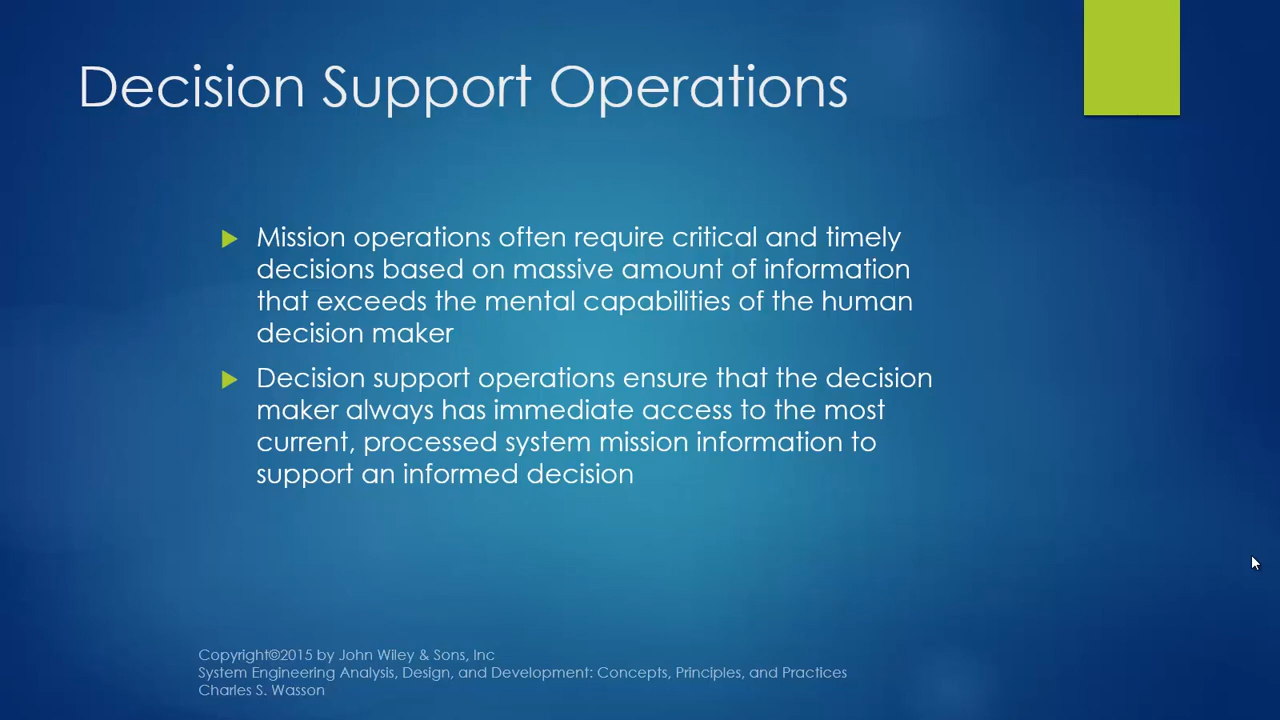 Decision Support Operations
Mission operations often require critical and timely
decisions based on massive amount of information
that exceeds the mental capabilities of the human
decision maker
Decision support operations ensure that the decision
maker always has immediate access to the most
current, processed system mission information to
support an informed decision
Copyright©2015 by John Wiley & Sons, Inc
System Engineering Analysis, Design, and Development: Concepts, Principles, and Practices
Charles S. Wasson